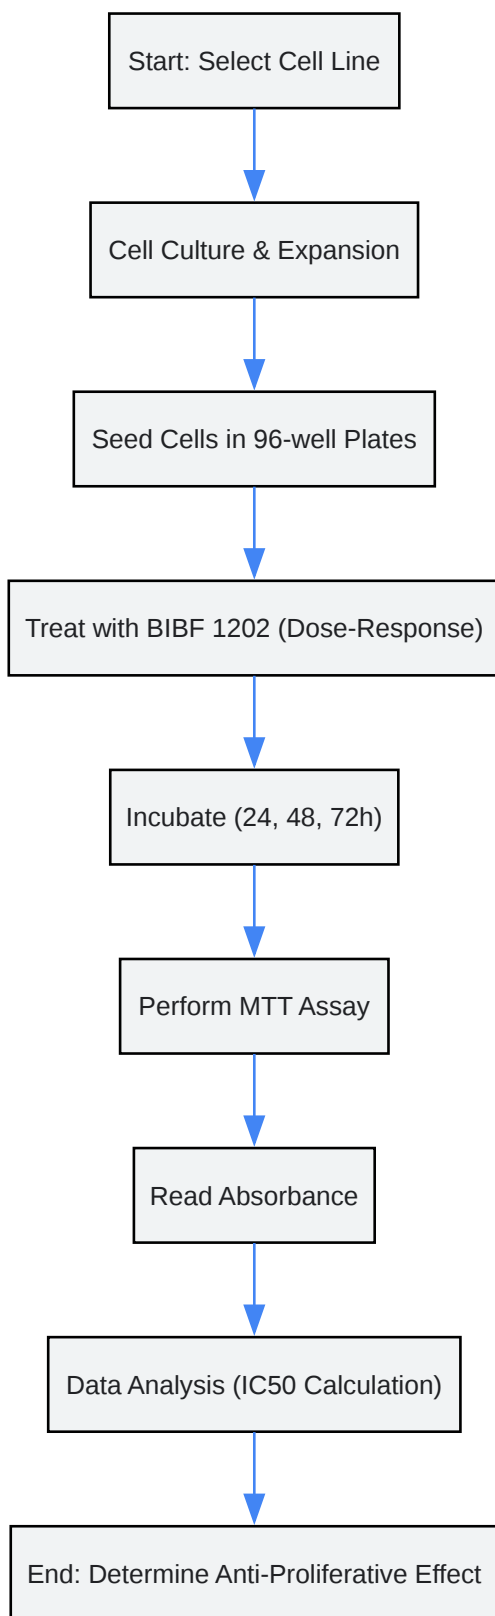 Start: Select Cell Line
Cell Culture & Expansion
Seed Cells in 96-well Plates
Treat with BIBF 1202 (Dose-Response)
Incubate (24, 48, 72h)
Perform MTT Assay
Read Absorbance
Data Analysis (IC50 Calculation)
End: Determine Anti-Proliferative Effect